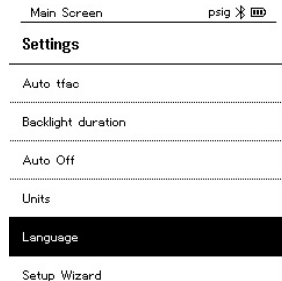 Main Screen psig
Settings
Auto tfac
Backlight duration
Auto Off
Units
Language
Setup Wizard